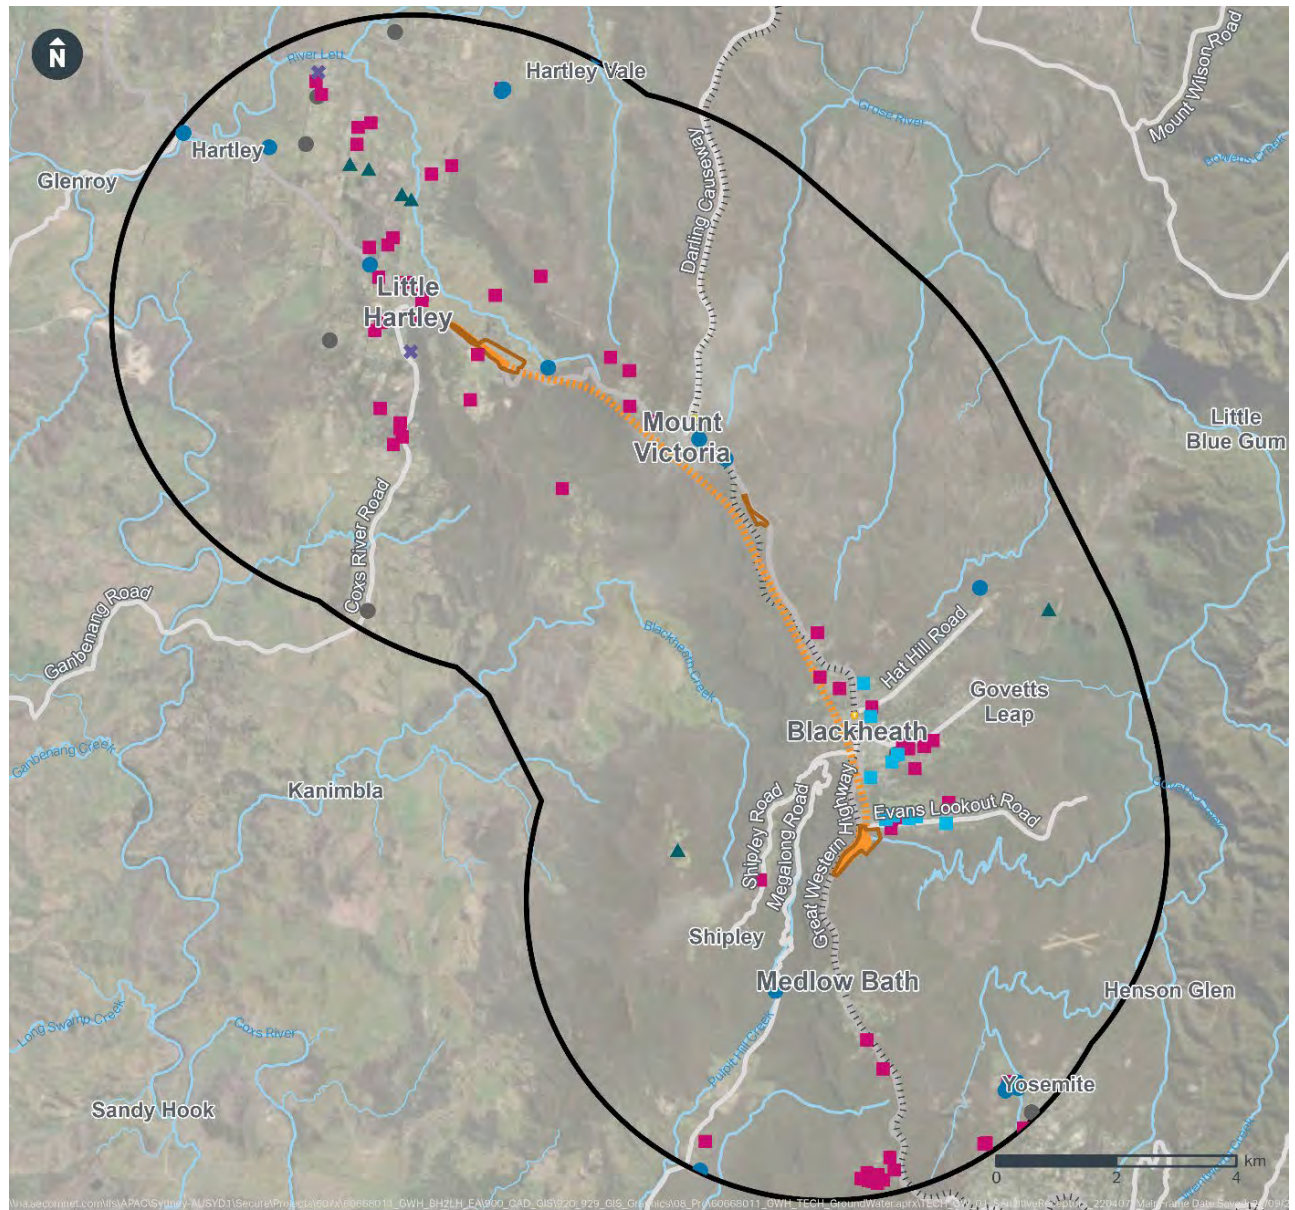 N
River Lett
Hartley Vale
Mount Wilson Road
Grose River
Darling Causeway
Hartley
Bowens Creek
Glenroy
Little
Hartley
Mount
Victoria
Little
Blue Gum
Coxs River Road
Ganbenang Road
Blackheath Creek
Hat Hill Road
Govetts
Leap
Blackheath
Ganbenang Creek
Kanimbla
Govetts Creek
Shipley Road
Megalong Road
Great Western Highway
Evans Lookout Road
Shipley
Medlow Bath
Henson Glen
Long Swamp Creek
Coxs River
Pulpit Hill Creek
Yosemite
Sandy Hook
km
0 2 4